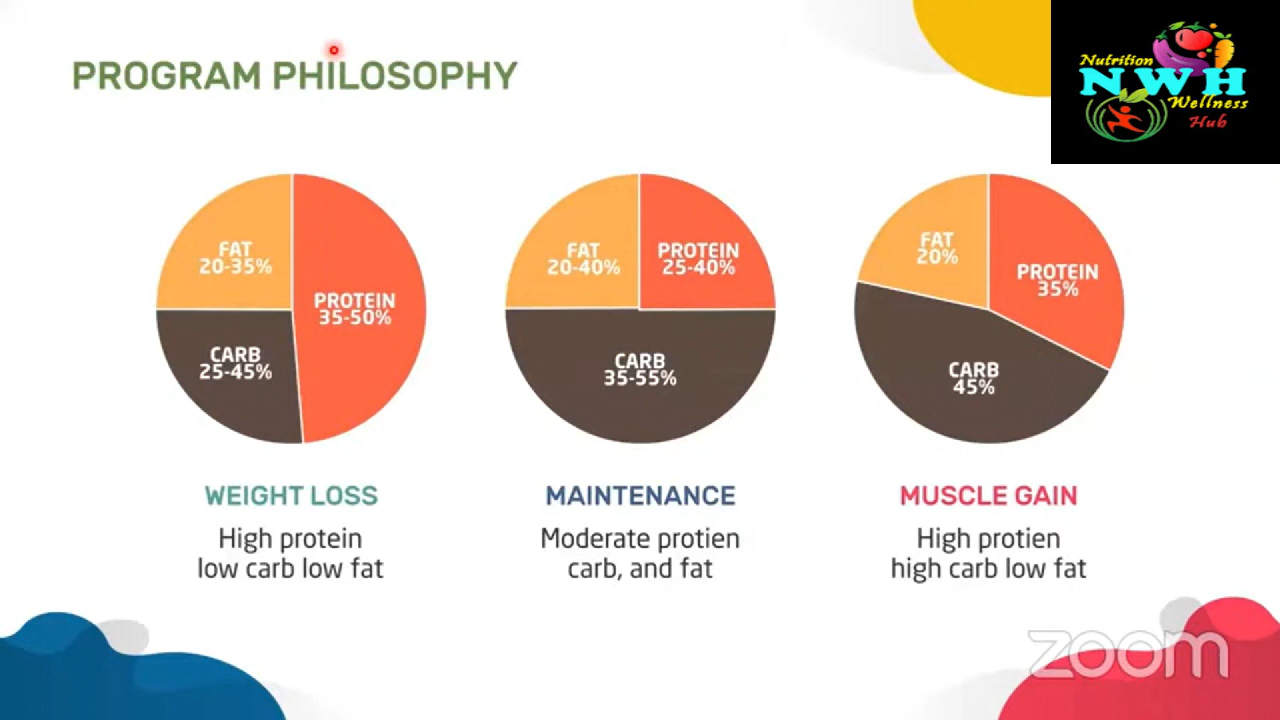 PROGRAM PHILOSOPHY
Nutrition
NWH
Wellness
Hub
FAT
20-35%
PROTEIN
35-50%
CARB
25-45%
FAT
20-40%
PROTEIN
25-40%
CARB
35-55%
FAT
20%
PROTEIN
35%
CARB
45%
WEIGHT LOSS
High protein
low carb low fat
MAINTENANCE
Moderate protien
carb, and fat
MUSCLE GAIN
High protien
high carb low fat
zoom